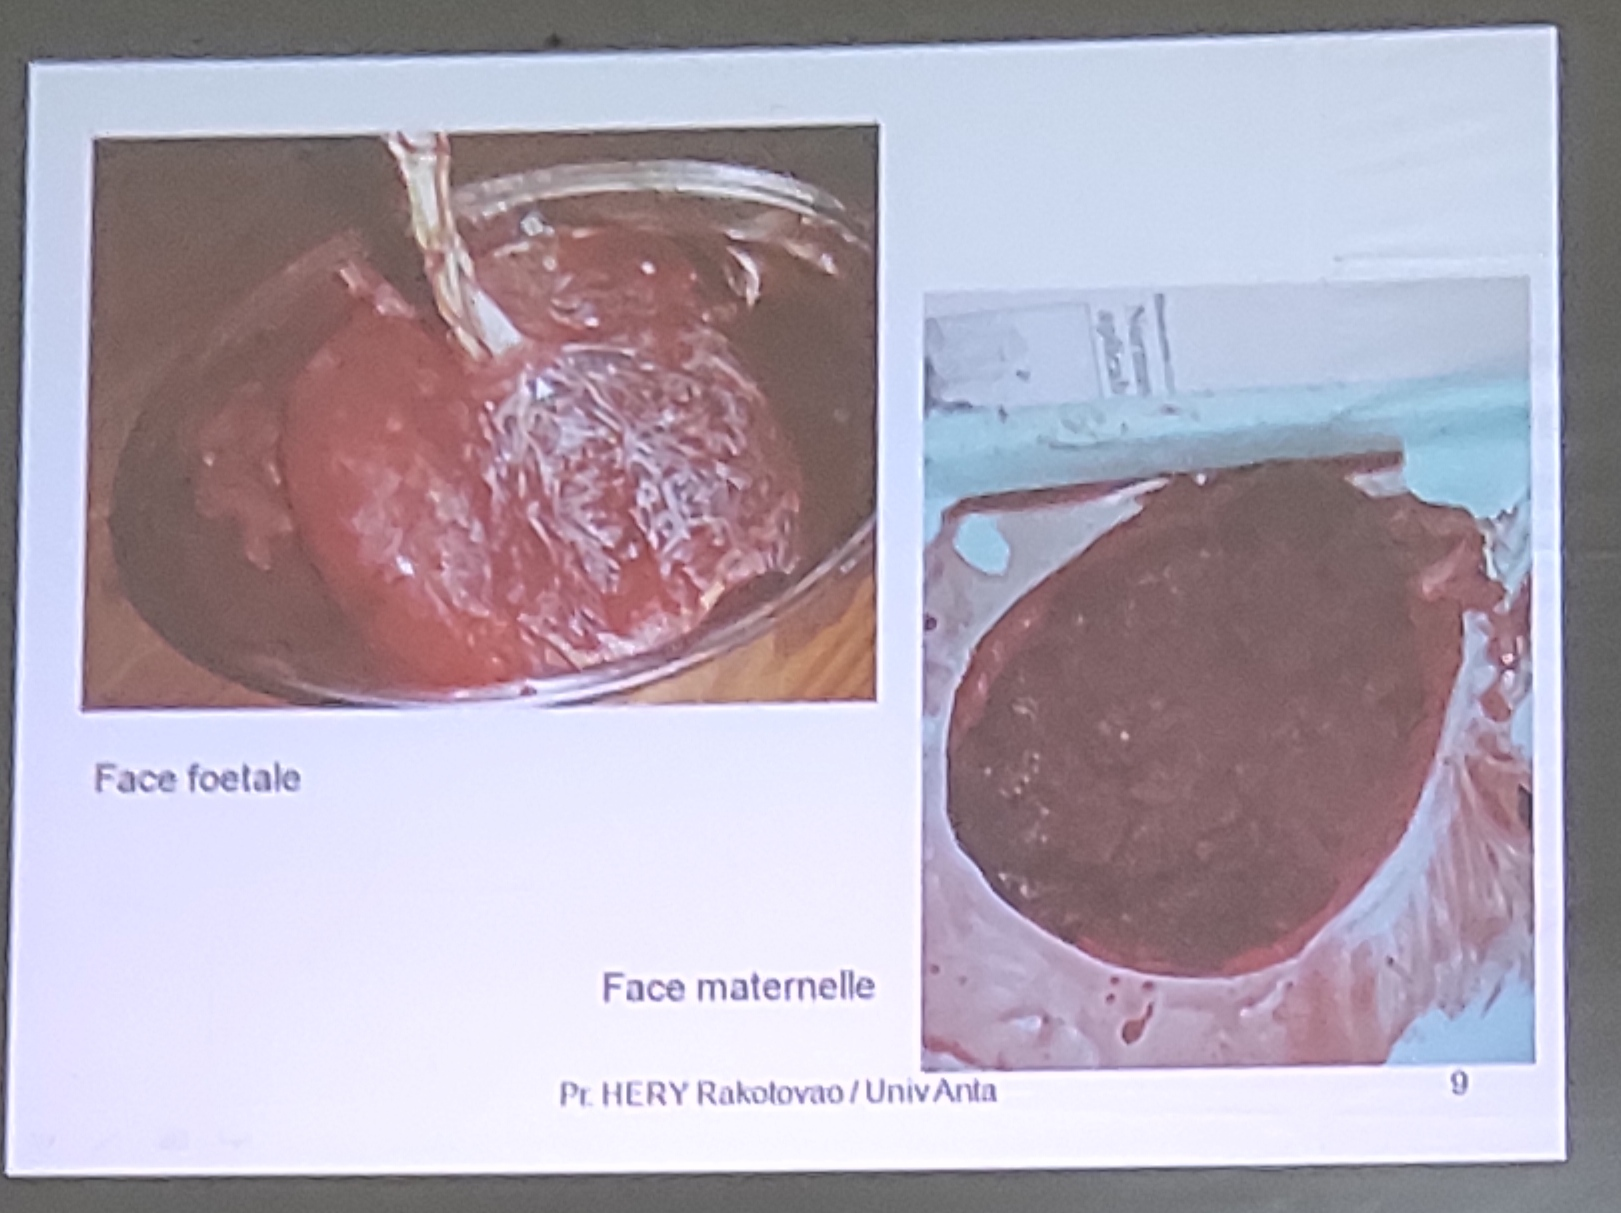 Face foetale
Face maternelle
Pr. HERY Rakotovao / Univ Anta
9